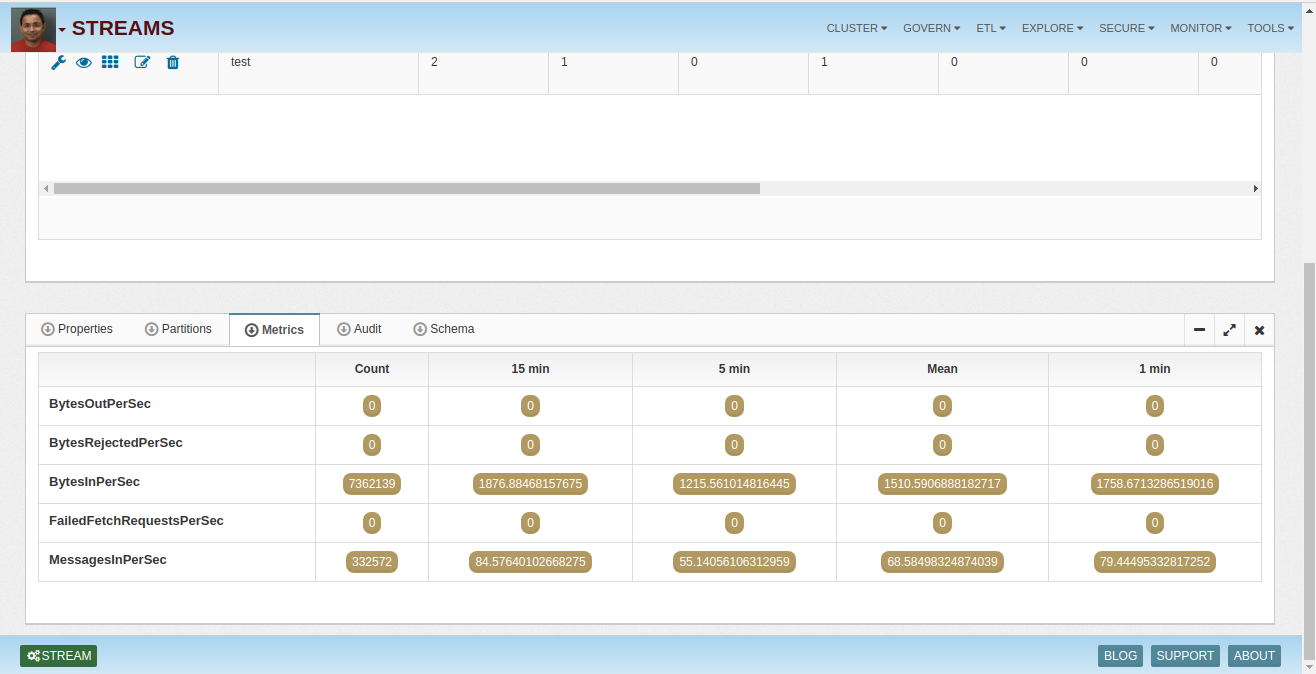 STREAMS CLUSTER GOVERN ETL EXPLORE SECURE MONITOR TOOLS
test 2 1 0 1 0 0 0
Properties Partitions Metrics Audit Schema
Count 15 min 5 min Mean 1 min
BytesOutPerSec 0 0 0 0 0
BytesRejectedPerSec 0 0 0 0 0
BytesInPerSec 7362139 1876.88468157675 1215.561014816445 1510.5906888182717 1758.6713286519016
FailedFetchRequestsPerSec 0 0 0 0 0
MessagesInPerSec 332572 84.57640102668275 55.14056106312959 68.58498324874039 79.44495332817252
STREAM BLOG SUPPORT ABOUT